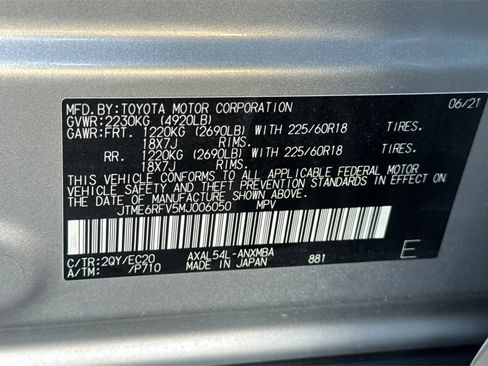 MFD.BY:TOYOTA MOTOR CORPORATION 06/21
GVWR:2230KG (4920LB)
GAWR:FRT. 1220KG (2690LB) WITH 225/60R18 TIRES.
18X7J RIMS.
RR. 1220KG (2690LB) WITH 225/60R18 TIRES.
18X7J RIMS.
THIS VEHICLE CONFORMS TO ALL APPLICABLE FEDERAL MOTOR
VEHICLE SAFETY AND THEFT PREVENTION STANDARDS IN EFFECT
ON THE DATE OF MANUFACTURE SHOWN ABOVE.
JTME6RFV5MJ006050 MPV
C/TR:2QY/EC20 AXAL54L-ANXMBA E
A/TM: /P710 MADE IN JAPAN 881